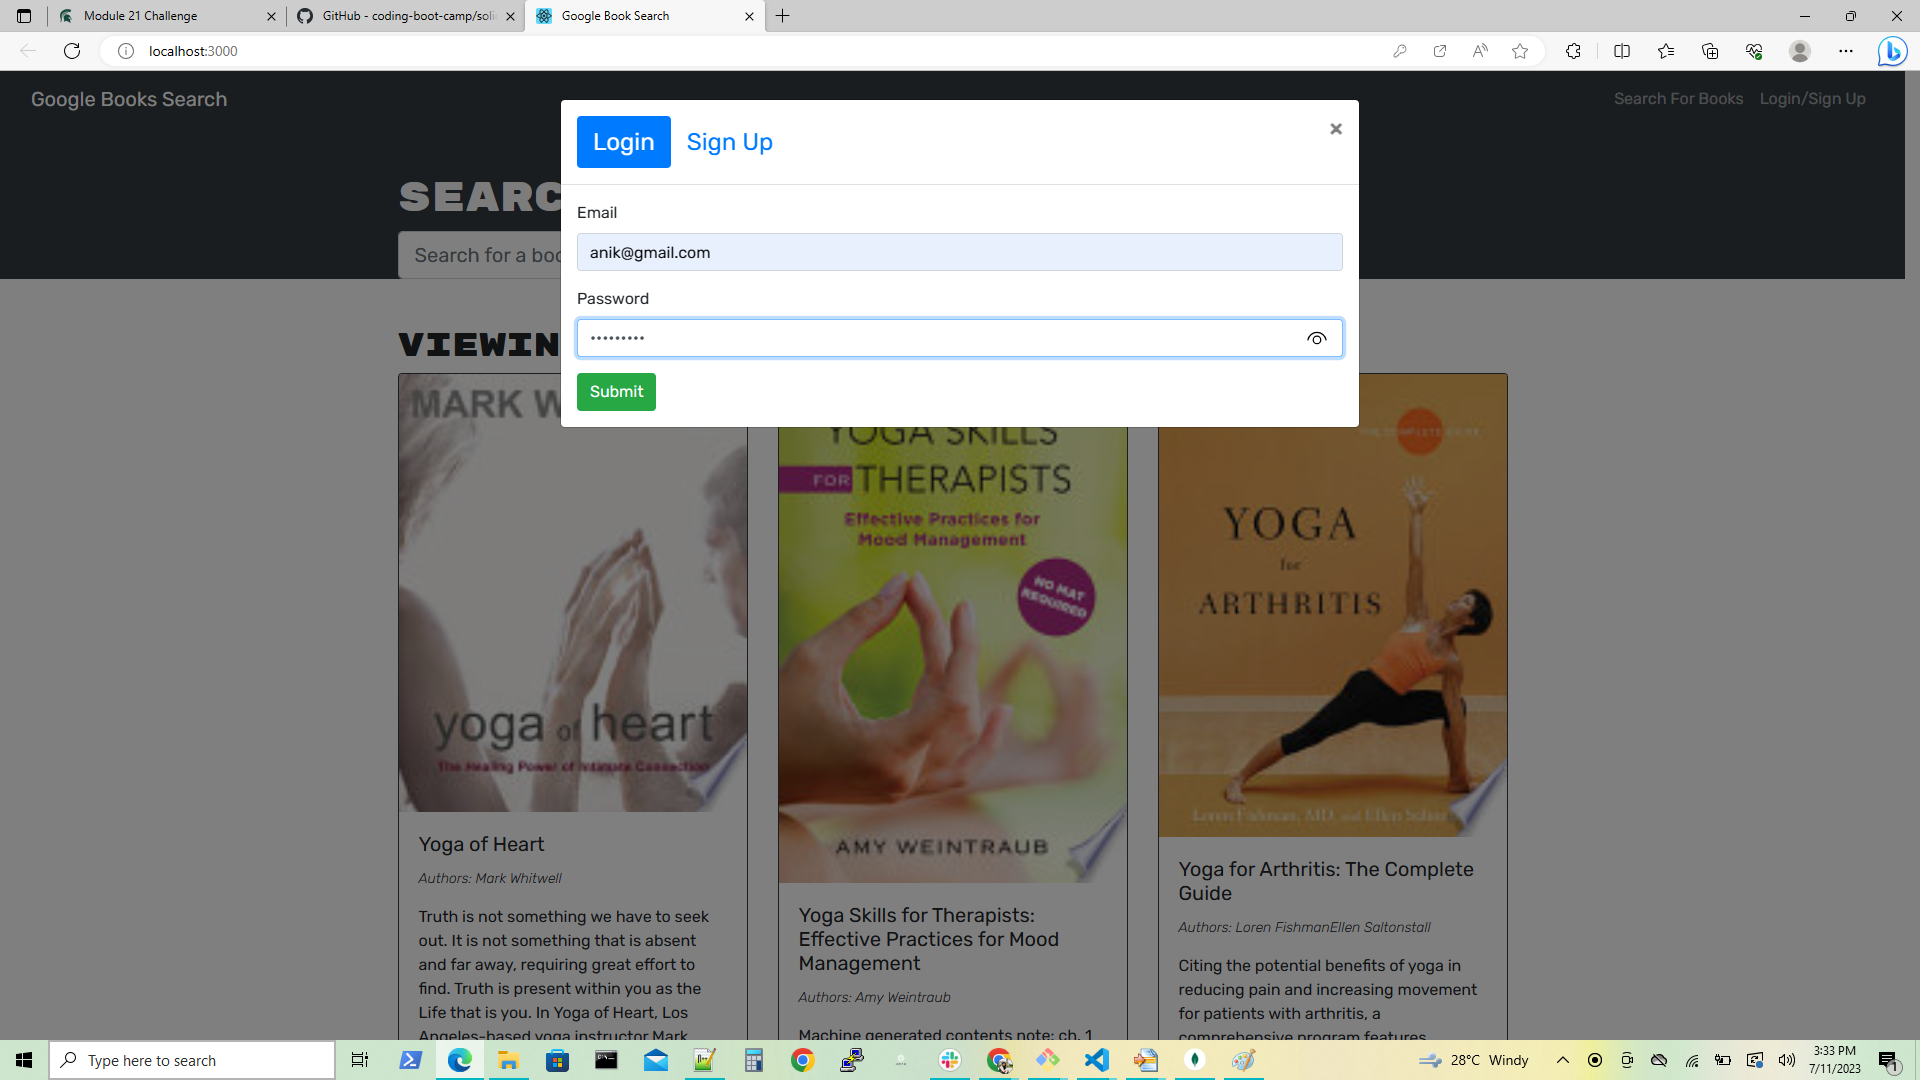 Module 21 Challenge
GitHub - coding-boot-camp/soli
Google Book Search
localhost:3000
Google Books Search
Search For Books
Login/Sign Up
SEARC
Search for a boo
Login
Sign Up
×
Email
anik@gmail.com
Password
•••••••••
Submit
VIEWIN
MARK W
yoga of heart
The Healing Power of Intimate Connection
Yoga of Heart
Authors: Mark Whitwell
Truth is not something we have to seek
out. It is not something that is absent
and far away, requiring great effort to
find. Truth is present within you as the
Life that is you. In Yoga of Heart, Los
Angeles-based yoga instructor Mark
YOGA SKILLS
FOR THERAPISTS
Effective Practices for
Mood Management
NO MAT
REQUIRED
AMY WEINTRAUB
Yoga Skills for Therapists:
Effective Practices for Mood
Management
Authors: Amy Weintraub
Machine generated contents note: ch. 1
THE COMPLETE GUIDE
YOGA
for
ARTHRITIS
Loren Fishman, MD, and Ellen Saltonstall
Yoga for Arthritis: The Complete
Guide
Authors: Loren FishmanEllen Saltonstall
Citing the potential benefits of yoga in
reducing pain and increasing movement
for patients with arthritis, a
comprehensive program features
Type here to search
28°C Windy
3:33 PM
7/11/2023
1